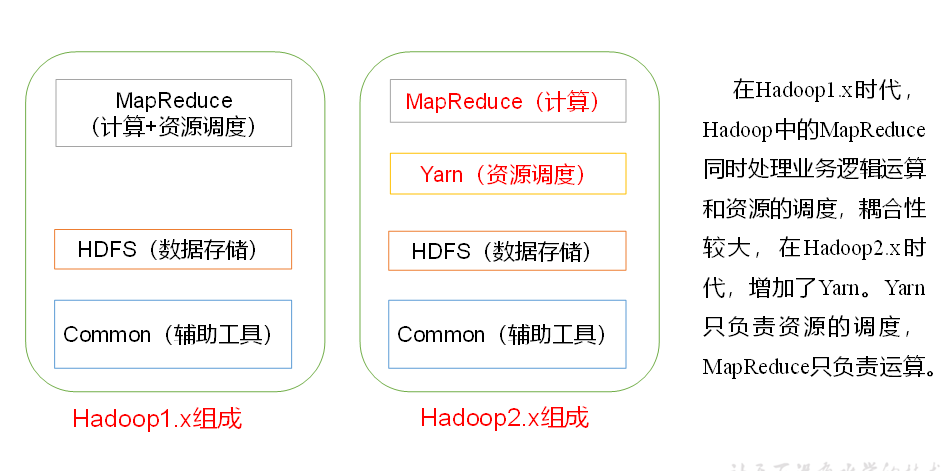 MapReduce
（计算+资源调度）
HDFS（数据存储）
Common（辅助工具）
Hadoop1.x组成
MapReduce（计算）
Yarn（资源调度）
HDFS（数据存储）
Common（辅助工具）
Hadoop2.x组成
在Hadoop1.x时代，
Hadoop中的MapReduce
同时处理业务逻辑运算
和资源的调度，耦合性
较大，在Hadoop2.x时
代，增加了Yarn。Yarn
只负责资源的调度，
MapReduce只负责运算。